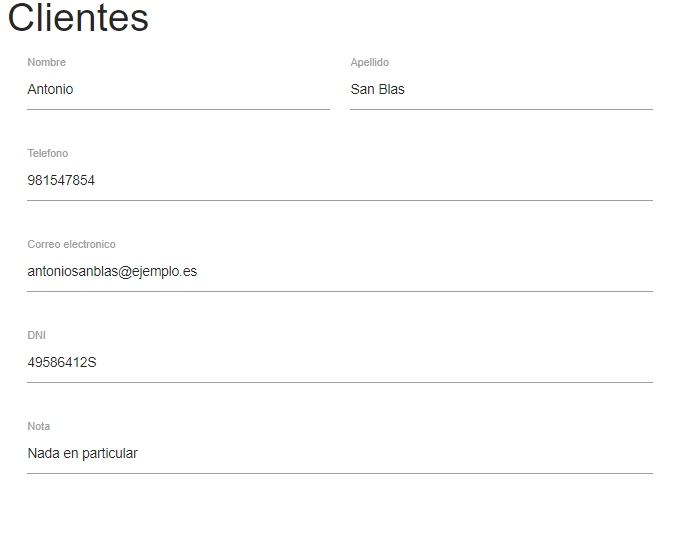 Clientes
Nombre Apellido
Antonio San Blas
Telefono
981547854
Correo electronico
antoniosanblas@ejemplo.es
DNI
49586412S
Nota
Nada en particular